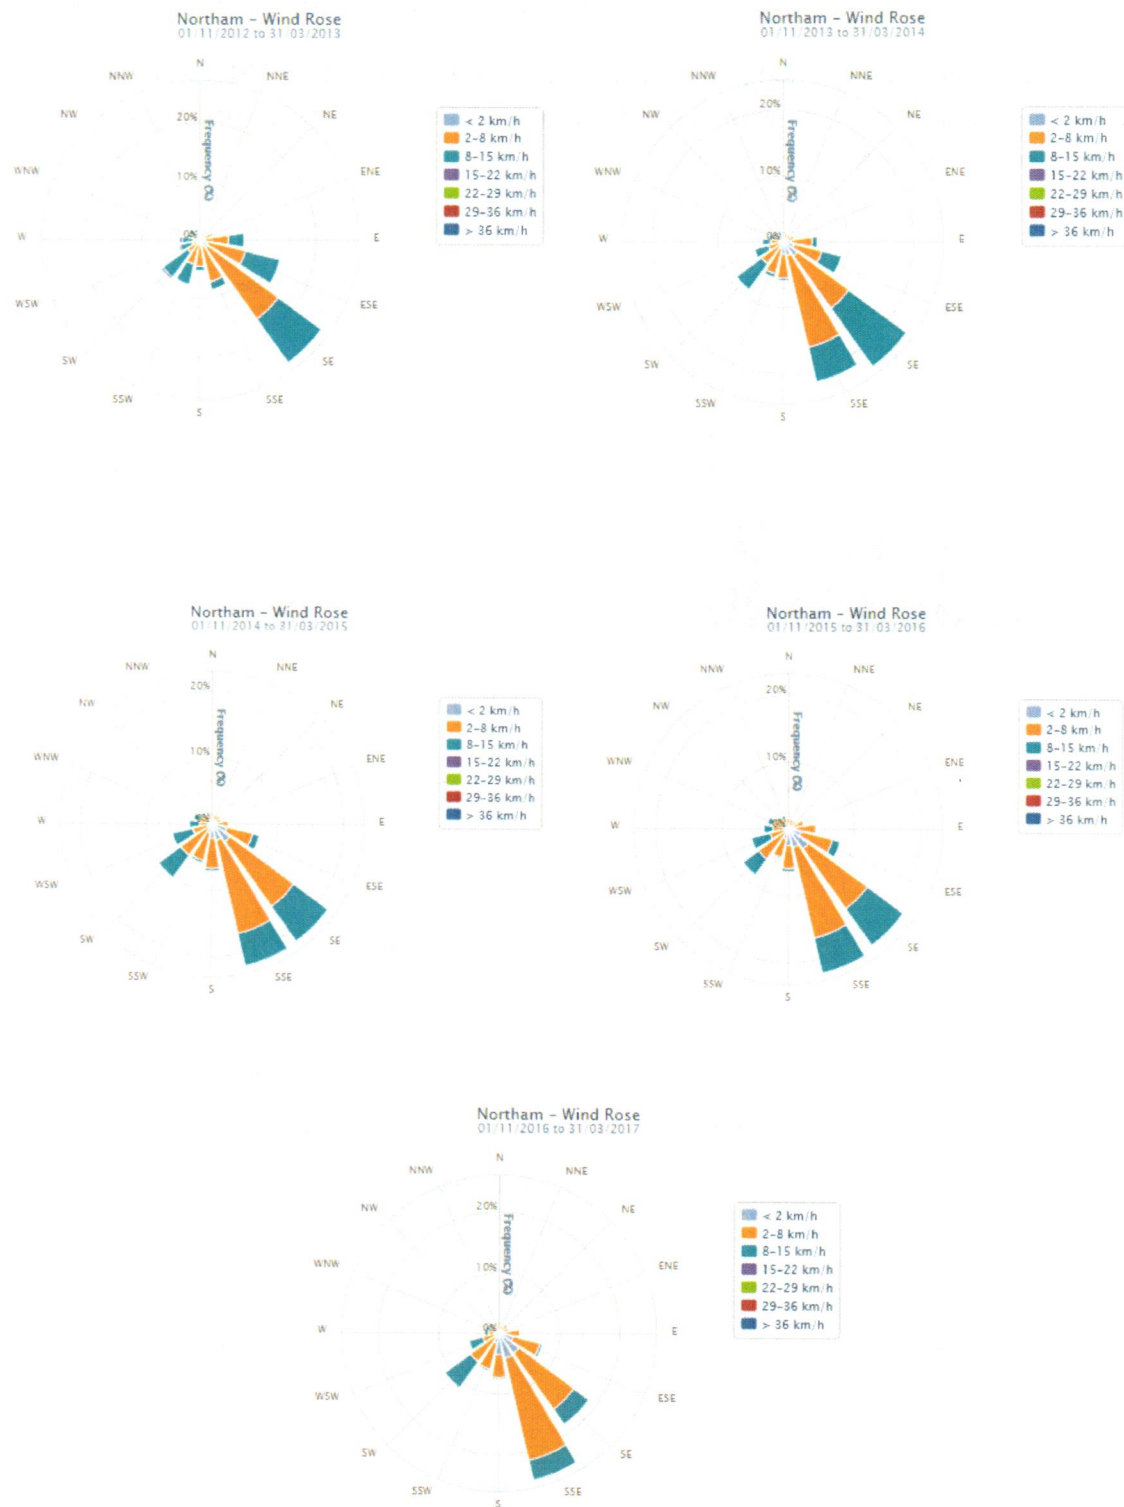 Northam – Wind Rose
01/11/2012 to 31/03/2013
N
NNW
NNE
NW
NE
20%
Frequency (%)
WNW
ENE
10%
W
0%
E
WSW
ESE
SW
SE
SSW
SSE
S
< 2 km/h
2–8 km/h
8–15 km/h
15–22 km/h
22–29 km/h
29–36 km/h
> 36 km/h
Northam – Wind Rose
01/11/2013 to 31/03/2014
N
NNW
NNE
20%
NW
NE
Frequency (%)
WNW
ENE
10%
W
0%
E
WSW
ESE
SW
SE
SSW
SSE
S
< 2 km/h
2–8 km/h
8–15 km/h
15–22 km/h
22–29 km/h
29–36 km/h
> 36 km/h
Northam – Wind Rose
01/11/2014 to 31/03/2015
N
NNW
NNE
20%
NW
NE
Frequency (%)
10%
WNW
ENE
W
E
WSW
ESE
SW
SE
SSW
SSE
S
< 2 km/h
2–8 km/h
8–15 km/h
15–22 km/h
22–29 km/h
29–36 km/h
> 36 km/h
Northam – Wind Rose
01/11/2015 to 31/03/2016
N
NNW
NNE
20%
NW
NE
Frequency (%)
10%
WNW
ENE
W
E
WSW
ESE
SW
SE
SSW
SSE
S
< 2 km/h
2–8 km/h
8–15 km/h
15–22 km/h
22–29 km/h
29–36 km/h
> 36 km/h
Northam – Wind Rose
01/11/2016 to 31/03/2017
N
NNW
NNE
20%
NW
NE
Frequency (%)
WNW
ENE
10%
W
0%
E
WSW
ESE
SW
SE
SSW
SSE
S
< 2 km/h
2–8 km/h
8–15 km/h
15–22 km/h
22–29 km/h
29–36 km/h
> 36 km/h